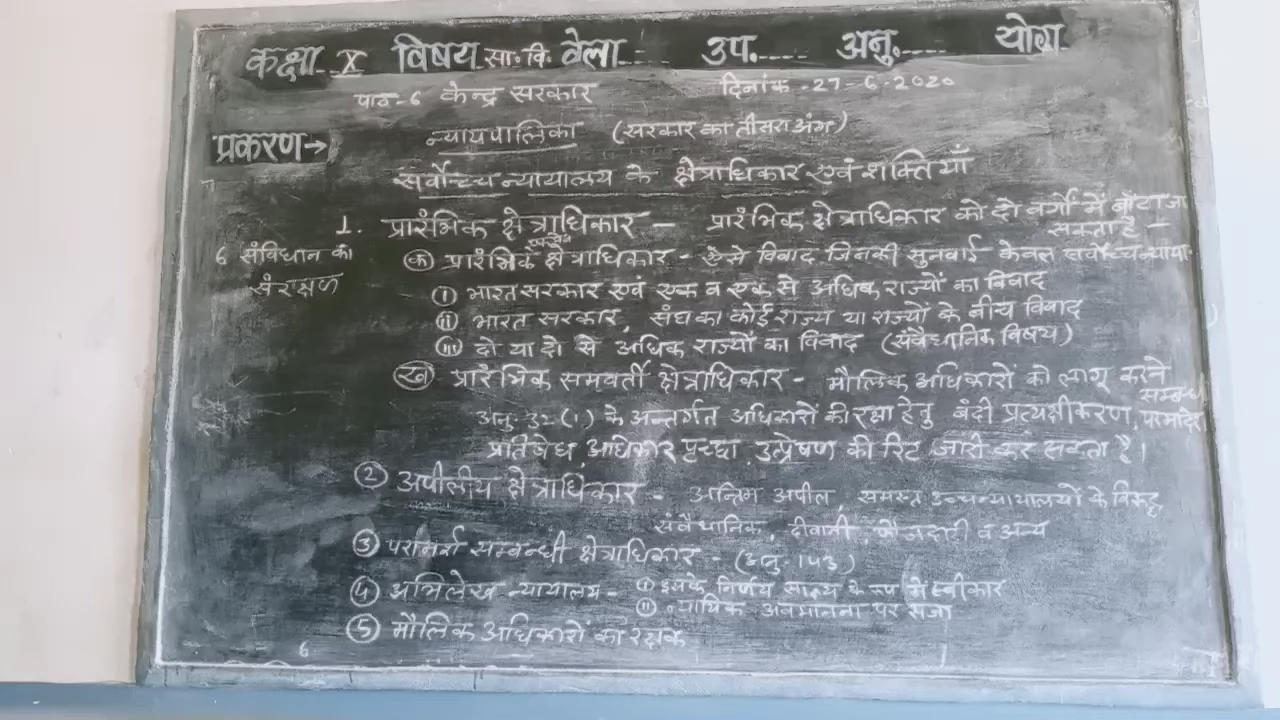 कक्षा X विषय सा. वि. वेला उप. अनु. योग
पाठ-6 केन्द्र सरकार दिनांक -27-6-2020
प्रकरण→ न्यायपालिका (सरकार का तीसरा अंग)
सर्वोच्च न्यायालय के क्षेत्राधिकार एवं शक्तियाँ
1. प्रारंभिक क्षेत्राधिकार — प्रारंभिक क्षेत्राधिकार को दो वर्गों में बाँटा जा
सकता है —
6 संविधान का
संरक्षण
(क) प्रारंभिक क्षेत्राधिकार - ऐसे विवाद जिनकी सुनवाई केवल सर्वोच्च न्याया.
(i) भारत सरकार एवं एक व एक से अधिक राज्यों का विवाद
(ii) भारत सरकार, संघ का कोई राज्य या राज्यों के बीच विवाद
(iii) दो या दो से अधिक राज्यों का विवाद (संवैधानिक विषय)
(ख) प्रारंभिक समवर्ती क्षेत्राधिकार - मौलिक अधिकारों को लागू करने
सम्बन्ध
अनु-32(1) के अन्तर्गत अधिकारों की रक्षा हेतु बंदी प्रत्यक्षीकरण, परमादेश
प्रतिषेध, अधिकार पृच्छा, उत्प्रेषण की रिट जारी कर सकता है।
(2) अपीलीय क्षेत्राधिकार - अन्तिम अपील, समस्त उच्च न्यायालयों के विरुद्ध
संवैधानिक, दीवानी, फौजदारी व अन्य
(3) परामर्श सम्बन्धी क्षेत्राधिकार - (अनु-143)
(4) अभिलेख न्यायालय - (i) इसके निर्णय साक्ष्य के रूप में स्वीकार
(ii) न्यायिक अवमानना पर सजा
(5) मौलिक अधिकारों का रक्षक
6